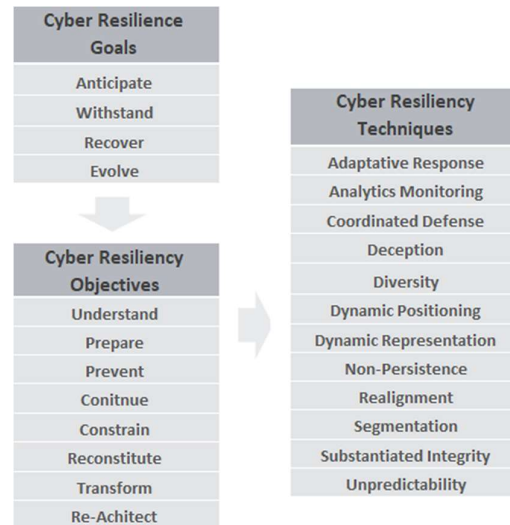 Cyber Resilience
Goals
Anticipate
Withstand
Recover
Evolve
Cyber Resiliency
Objectives
Understand
Prepare
Prevent
Conitnue
Constrain
Reconstitute
Transform
Re-Achitect
Cyber Resiliency
Techniques
Adaptative Response
Analytics Monitoring
Coordinated Defense
Deception
Diversity
Dynamic Positioning
Dynamic Representation
Non-Persistence
Realignment
Segmentation
Substantiated Integrity
Unpredictability